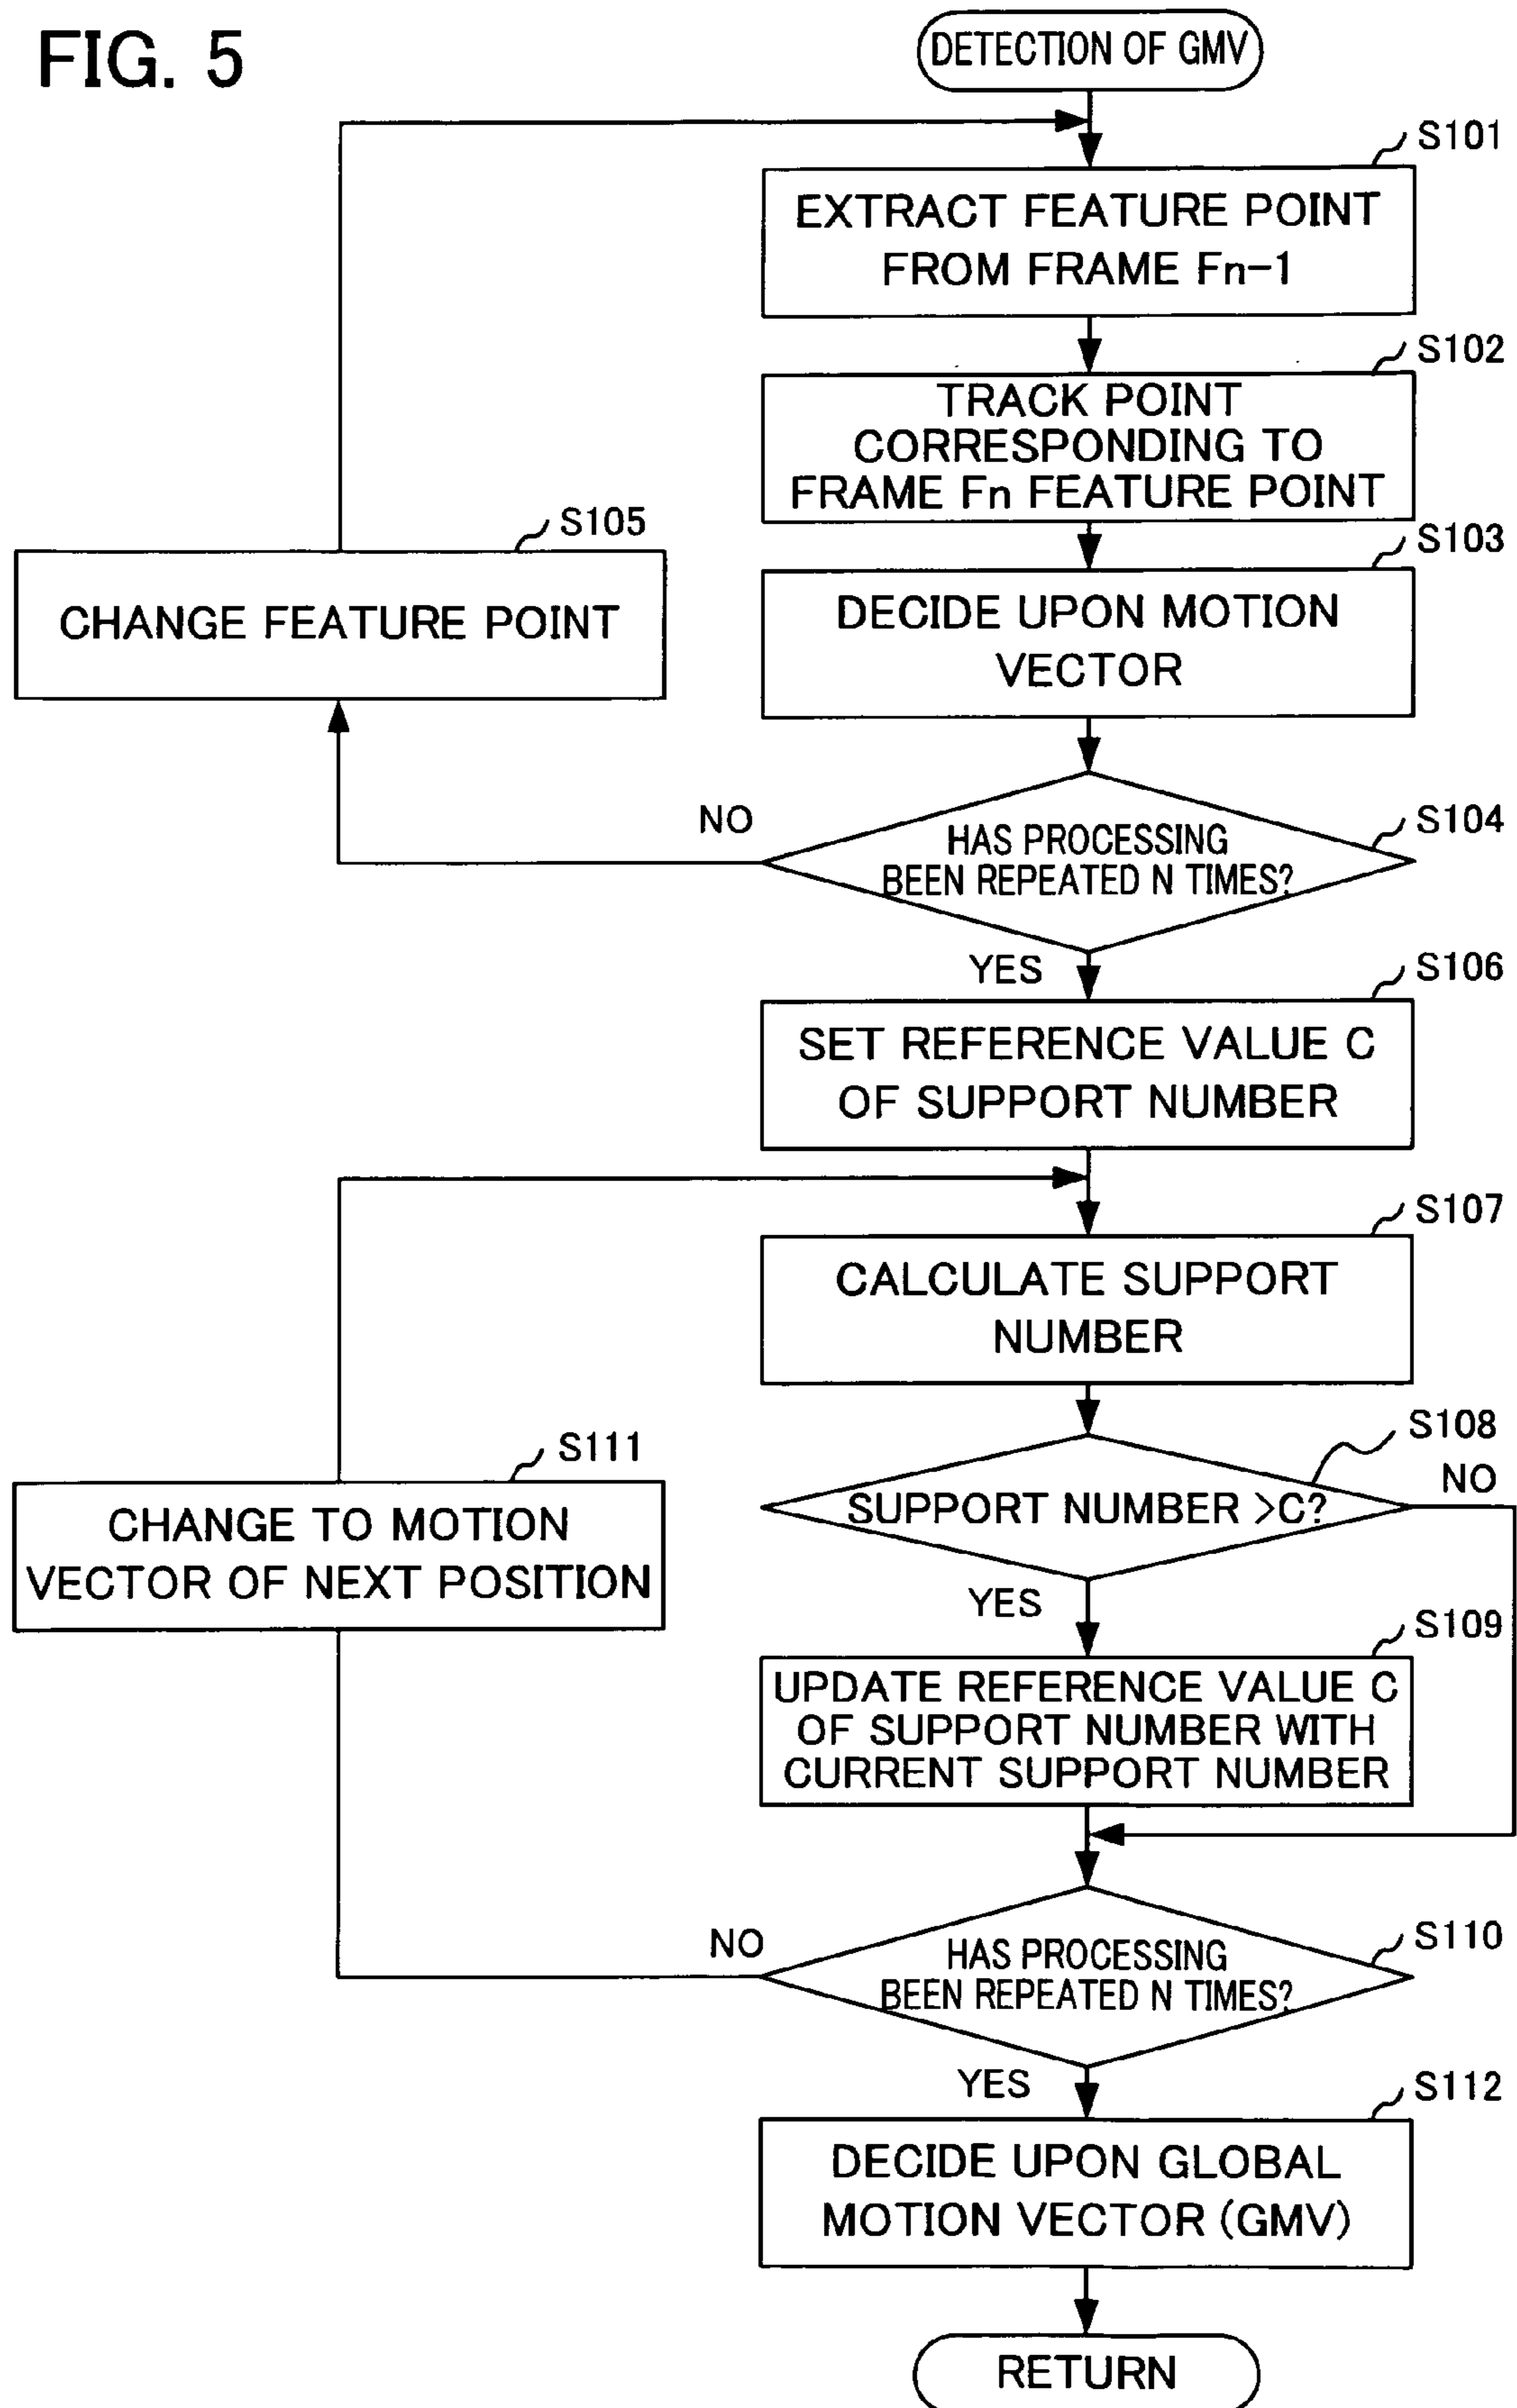 FIG. 5
DETECTION OF GMV
S101
EXTRACT FEATURE POINT
FROM FRAME Fn-1
S102
TRACK POINT
CORRESPONDING TO
FRAME Fn FEATURE POINT
S105
CHANGE FEATURE POINT
S103
DECIDE UPON MOTION
VECTOR
NO
S104
HAS PROCESSING
BEEN REPEATED N TIMES?
YES
S106
SET REFERENCE VALUE C
OF SUPPORT NUMBER
S107
CALCULATE SUPPORT
NUMBER
S111
CHANGE TO MOTION
VECTOR OF NEXT POSITION
S108
NO
SUPPORT NUMBER >C?
YES
S109
UPDATE REFERENCE VALUE C
OF SUPPORT NUMBER WITH
CURRENT SUPPORT NUMBER
NO
S110
HAS PROCESSING
BEEN REPEATED N TIMES?
YES
S112
DECIDE UPON GLOBAL
MOTION VECTOR (GMV)
RETURN